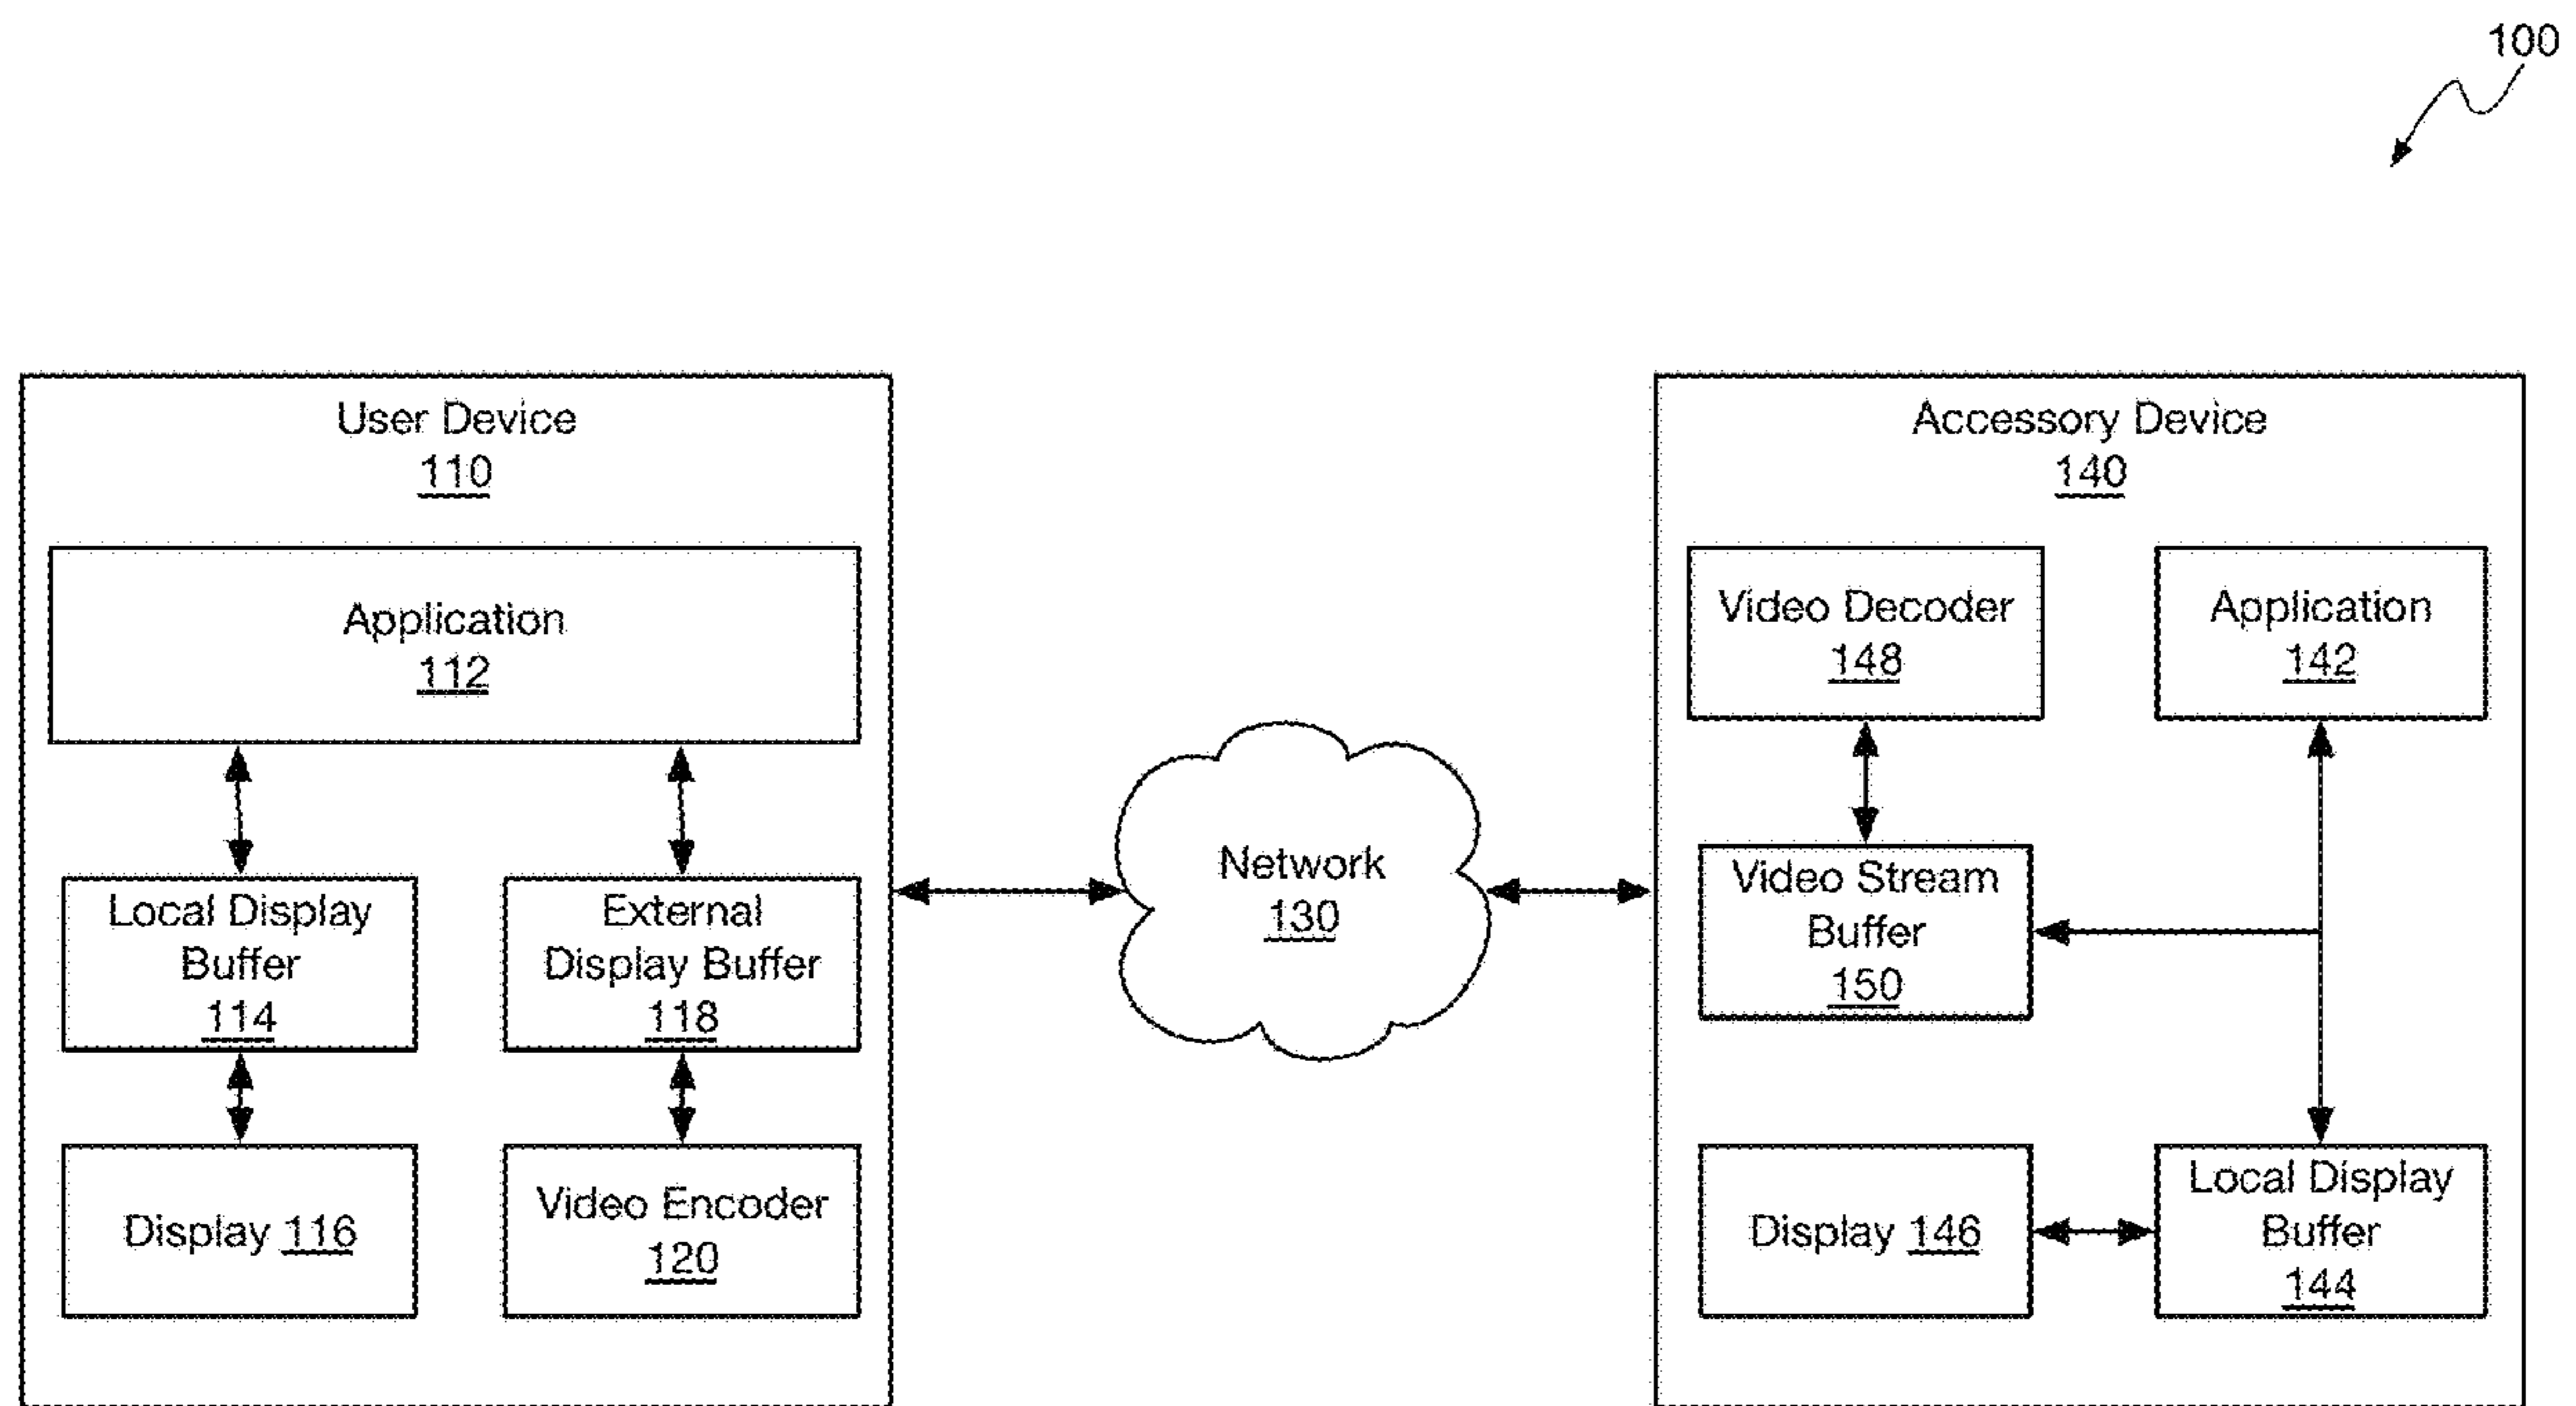 100
User Device
110
Application
112
Local Display
Buffer
114
External
Display Buffer
118
Display 116
Video Encoder
120
Network
130
Accessory Device
140
Video Decoder
148
Application
142
Video Stream
Buffer
150
Display 146
Local Display
Buffer
144